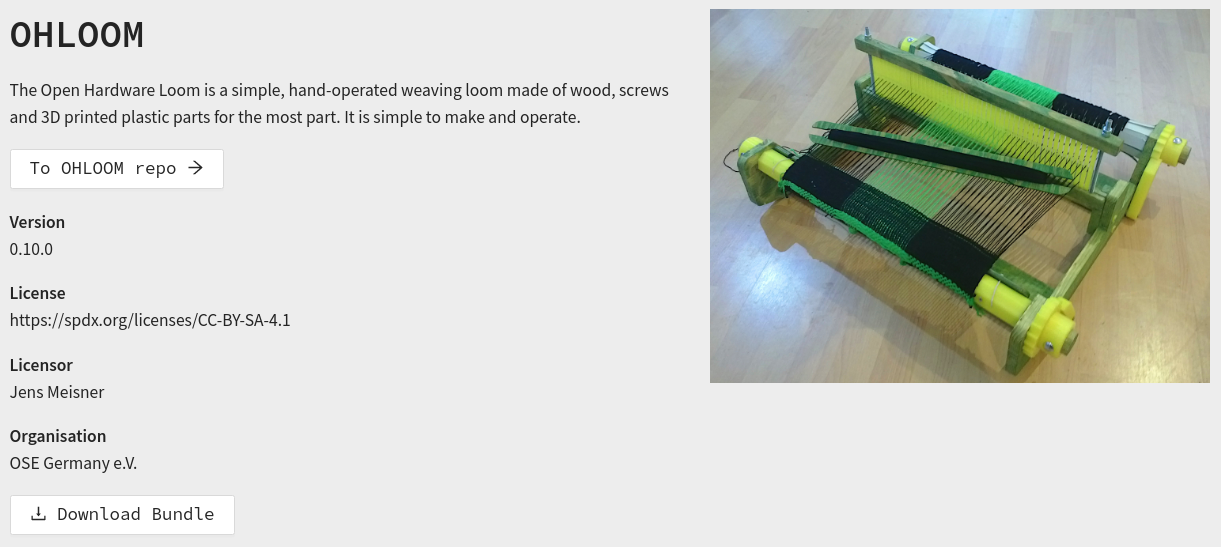 OHLOOM
The Open Hardware Loom is a simple, hand-operated weaving loom made of wood, screws
and 3D printed plastic parts for the most part. It is simple to make and operate.
To OHLOOM repo →
Version
0.10.0
License
https://spdx.org/licenses/CC-BY-SA-4.1
Licensor
Jens Meisner
Organisation
OSE Germany e.V.
Download Bundle